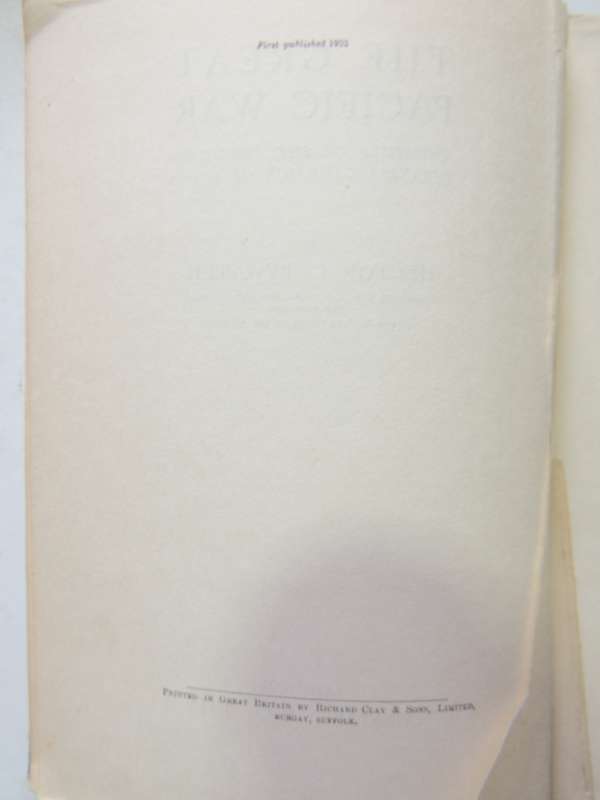 First published 1925
PRINTED IN GREAT BRITAIN BY RICHARD CLAY & SONS, LIMITED,
BUNGAY, SUFFOLK.